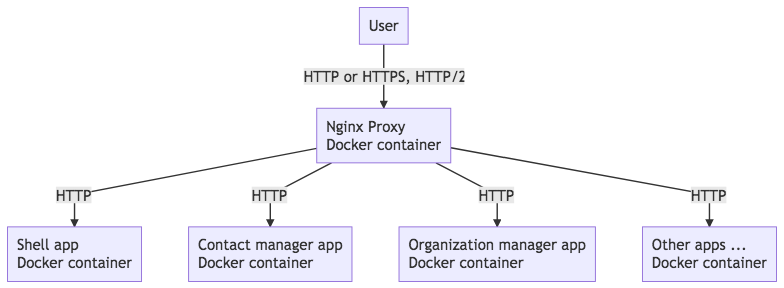 User
HTTP or HTTPS, HTTP/2
Nginx Proxy
Docker container
HTTP
HTTP
HTTP
HTTP
Shell app
Docker container
Contact manager app
Docker container
Organization manager app
Docker container
Other apps ...
Docker container